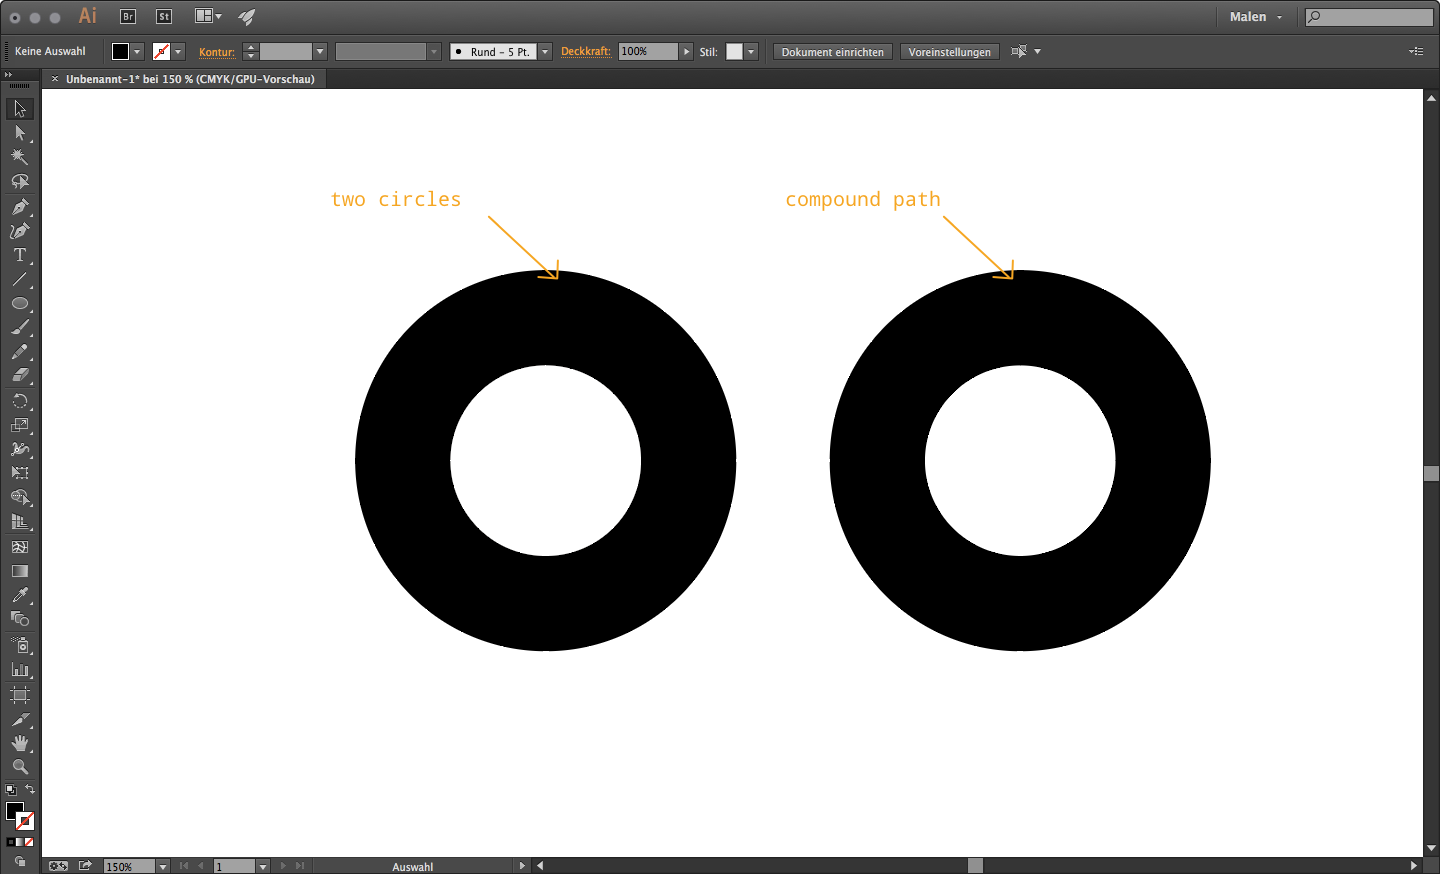 Ai Br St Malen
Keine Auswahl Kontur: Rund - 5 Pt. Deckkraft: 100% Stil: Dokument einrichten Voreinstellungen
× Unbenannt-1* bei 150 % (CMYK/GPU-Vorschau)
two circles compound path
T
150% 1 Auswahl